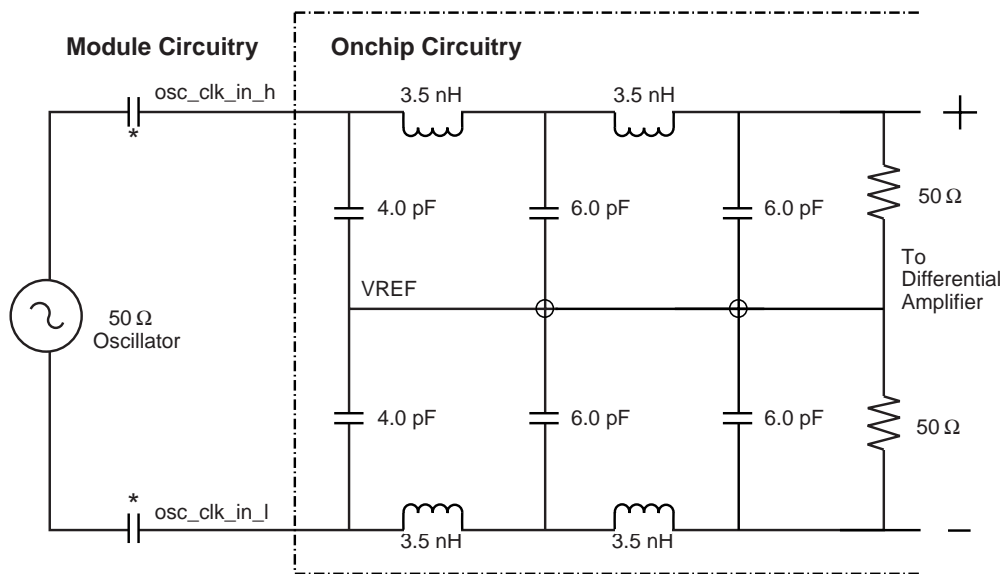 Module Circuitry
Onchip Circuitry
osc_clk_in_h
3.5 nH
3.5 nH
+
*
4.0 pF
6.0 pF
6.0 pF
50 Ω
VREF
To
Differential
Amplifier
50 Ω
Oscillator
4.0 pF
6.0 pF
6.0 pF
50 Ω
*
osc_clk_in_l
3.5 nH
3.5 nH
–